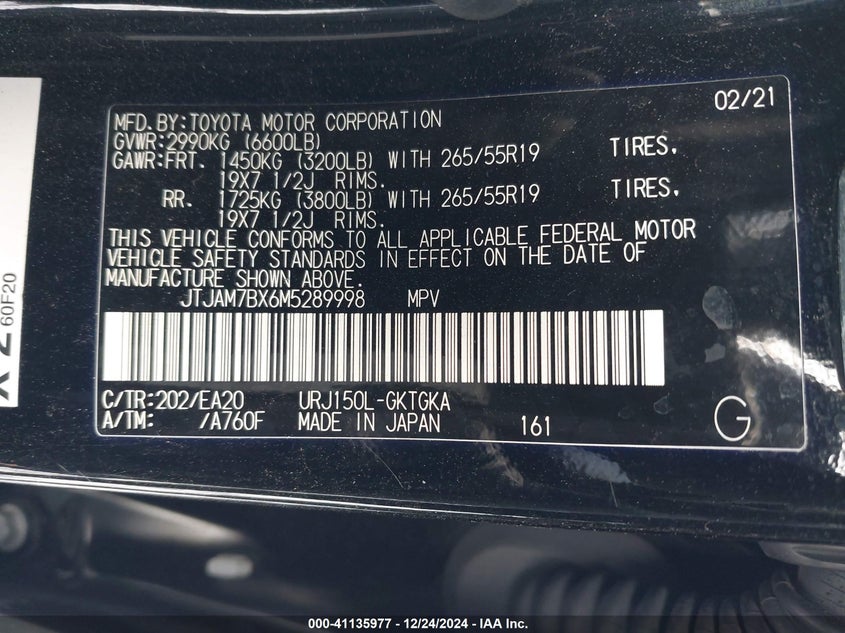 02/21
MFD.BY:TOYOTA MOTOR CORPORATION
GVWR:2990KG (6600LB)
GAWR:FRT. 1450KG (3200LB) WITH 265/55R19 TIRES.
19X7 1/2J RIMS.
RR. 1725KG (3800LB) WITH 265/55R19 TIRES.
19X7 1/2J RIMS.
THIS VEHICLE CONFORMS TO ALL APPLICABLE FEDERAL MOTOR
VEHICLE SAFETY STANDARDS IN EFFECT ON THE DATE OF
MANUFACTURE SHOWN ABOVE.
JTJAM7BX6M5289998 MPV
C/TR:202/EA20 URJ150L-GKTGKA
A/TM: /A760F MADE IN JAPAN 161 G
60F20
000-41135977 - 12/24/2024 - IAA Inc.